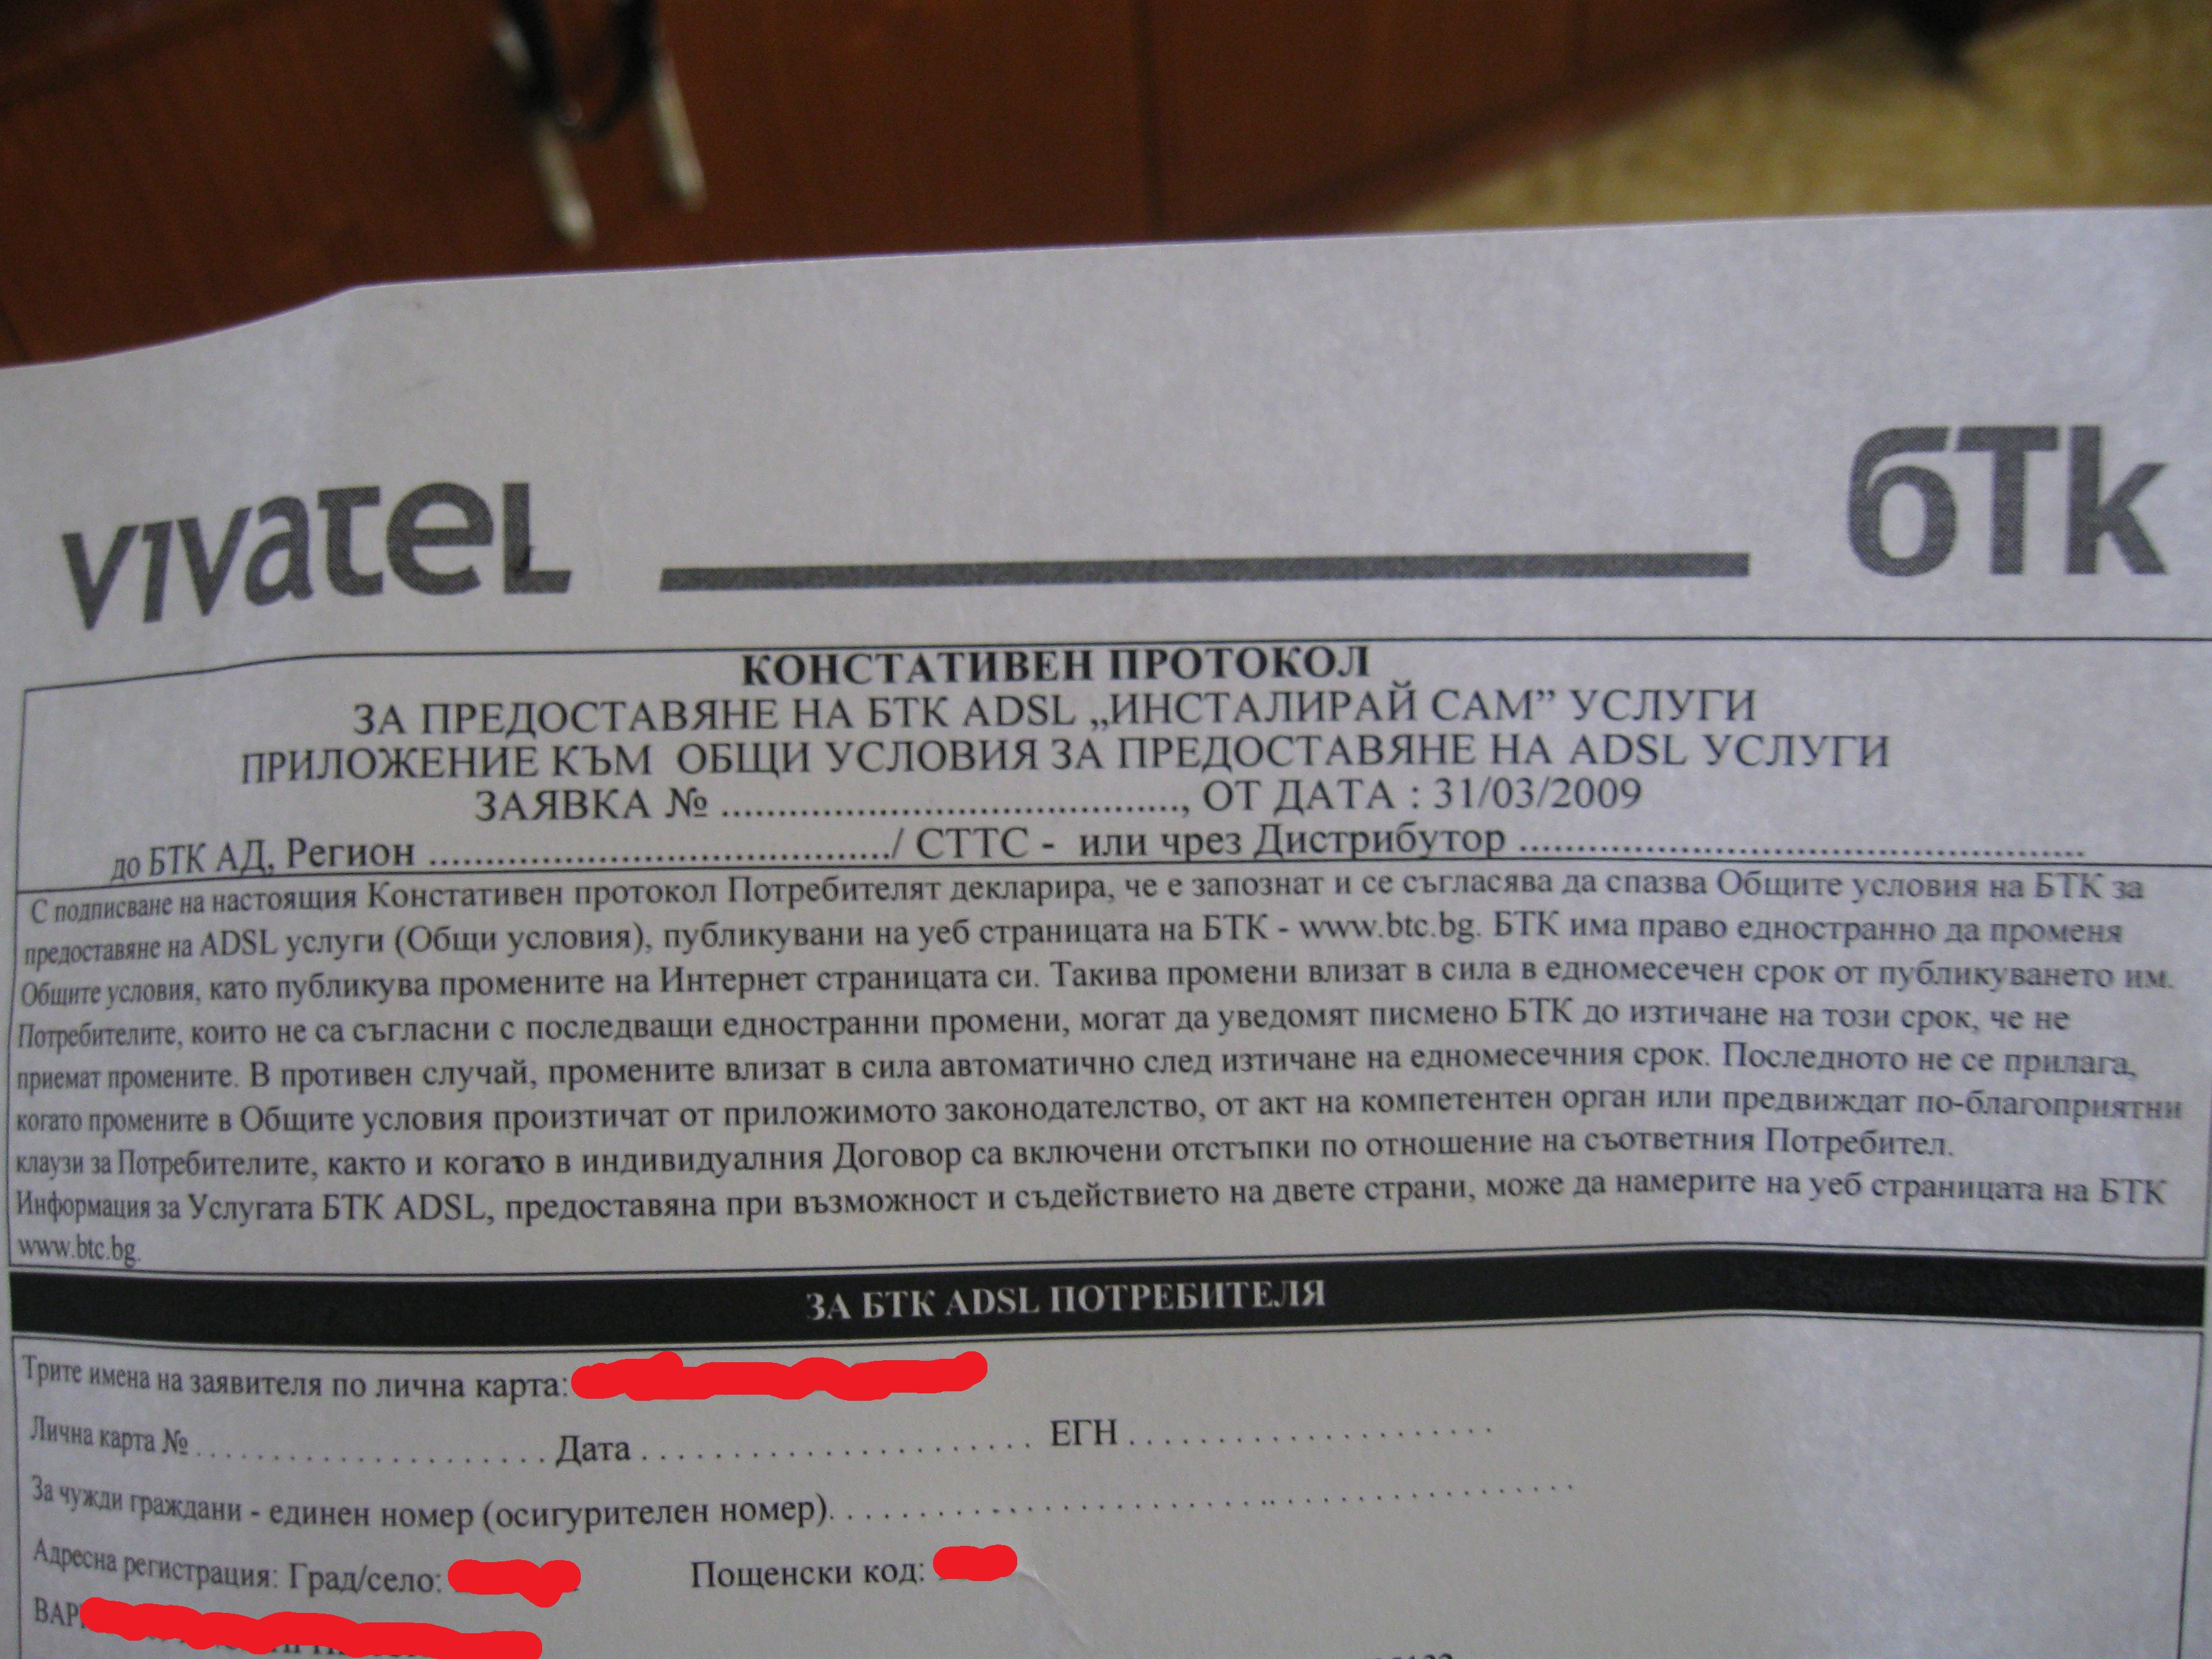 vivatel бтк
КОНСТАТИВЕН ПРОТОКОЛ
ЗА ПРЕДОСТАВЯНЕ НА БТК ADSL „ИНСТАЛИРАЙ САМ” УСЛУГИ
ПРИЛОЖЕНИЕ КЪМ ОБЩИ УСЛОВИЯ ЗА ПРЕДОСТАВЯНЕ НА ADSL УСЛУГИ
ЗАЯВКА № ..........................................., ОТ ДАТА : 31/03/2009
до БТК АД, Регион ........................................../ СТТС - или чрез Дистрибутор ....................................................
С подписване на настоящия Констативен протокол Потребителят декларира, че е запознат и се съгласява да спазва Общите условия на БТК за
предоставяне на ADSL услуги (Общи условия), публикувани на уеб страницата на БТК - www.btc.bg. БТК има право едностранно да променя
Общите условия, като публикува промените на Интернет страницата си. Такива промени влизат в сила в едномесечен срок от публикуването им.
Потребителите, които не са съгласни с последващи едностранни промени, могат да уведомят писмено БТК до изтичане на този срок, че не
приемат промените. В противен случай, промените влизат в сила автоматично след изтичане на едномесечния срок. Последното не се прилага,
когато промените в Общите условия произтичат от приложимото законодателство, от акт на компетентен орган или предвиждат по-благоприятни
клаузи за Потребителите, както и когато в индивидуалния Договор са включени отстъпки по отношение на съответния Потребител.
Информация за Услугата БТК ADSL, предоставяна при възможност и съдействието на двете страни, може да намерите на уеб страницата на БТК
www.btc.bg.
ЗА БТК ADSL ПОТРЕБИТЕЛЯ
Трите имена на заявителя по лична карта:
Лична карта № ...................... Дата ........................ ЕГН ......................
За чужди граждани - единен номер (осигурителен номер)..............................................
Адресна регистрация: Град/село: Пощенски код: